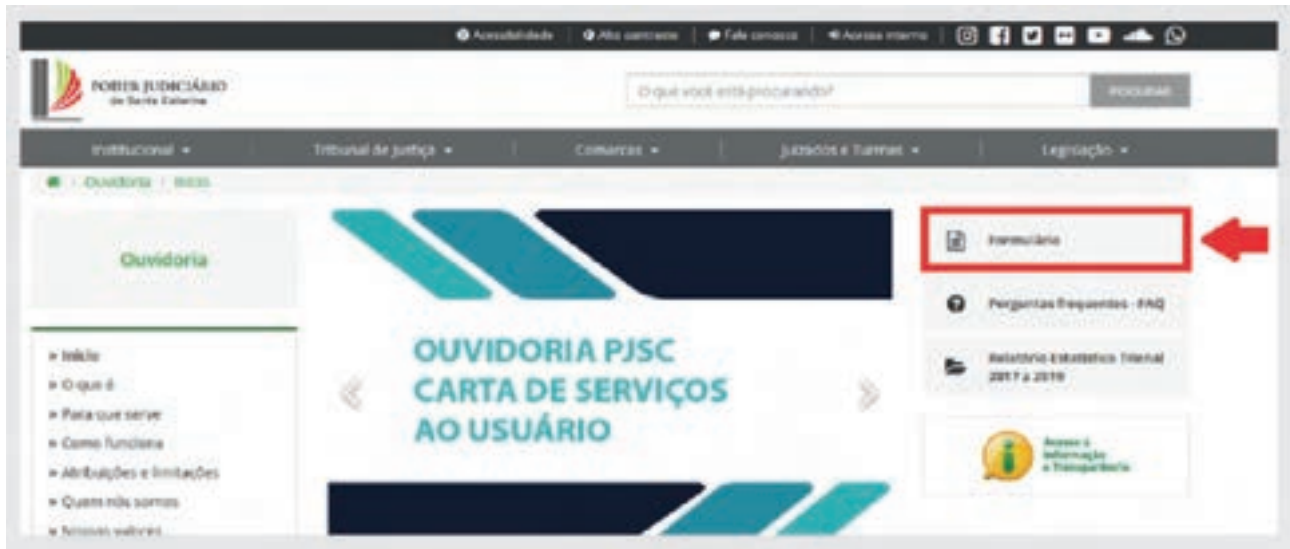 Acessibilidade | Alto contraste | Fale conosco | Acesso interno
PODER JUDICIÁRIO
de Santa Catarina
O que você está procurando?
PESQUISAR
Institucional
Tribunal de Justiça
Comarcas
Juizados e Turmas
Legislação
Ouvidoria / Início
Ouvidoria
» Início
» O que é
» Para que serve
» Como funciona
» Atribuições e limitações
» Quem nós somos
» Nossos valores
OUVIDORIA PJSC
CARTA DE SERVIÇOS
AO USUÁRIO
Formulário
Perguntas frequentes - FAQ
Relatório Estatístico Trienal
2017 a 2019
Acesso à
Informação
e Transparência